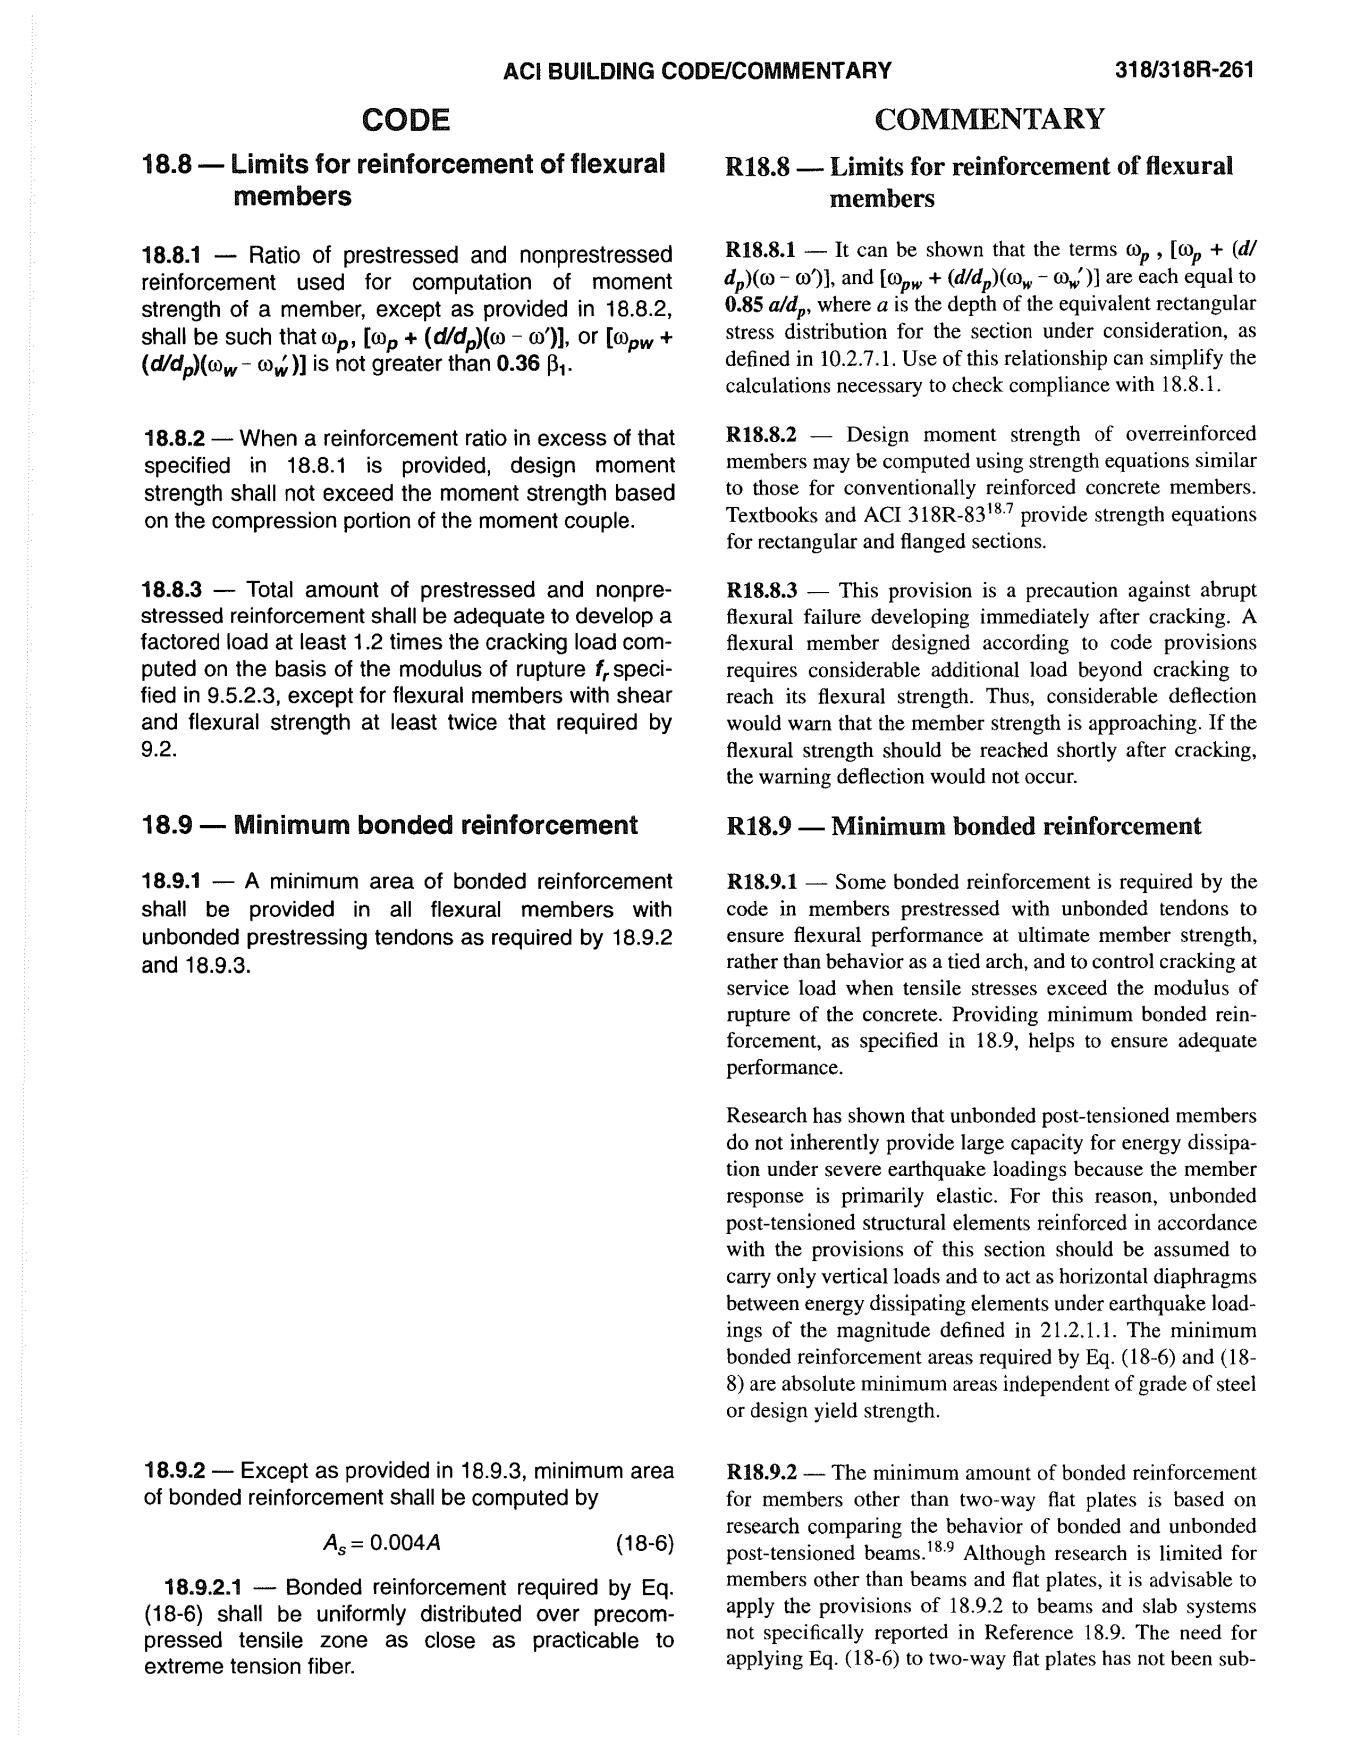 ACI BUILDING CODE/COMMENTARY 318/318R-261
CODE
18.8 — Limits for reinforcement of flexural
members
18.8.1 — Ratio of prestressed and nonprestressed
reinforcement used for computation of moment
strength of a member, except as provided in 18.8.2,
shall be such that ωp, [ωp + (d/dp)(ω − ω′)], or [ωpw +
(d/dp)(ωw − ωw′)] is not greater than 0.36 β1.
18.8.2 — When a reinforcement ratio in excess of that
specified in 18.8.1 is provided, design moment
strength shall not exceed the moment strength based
on the compression portion of the moment couple.
18.8.3 — Total amount of prestressed and nonpre-
stressed reinforcement shall be adequate to develop a
factored load at least 1.2 times the cracking load com-
puted on the basis of the modulus of rupture fr speci-
fied in 9.5.2.3, except for flexural members with shear
and flexural strength at least twice that required by
9.2.
18.9 — Minimum bonded reinforcement
18.9.1 — A minimum area of bonded reinforcement
shall be provided in all flexural members with
unbonded prestressing tendons as required by 18.9.2
and 18.9.3.
18.9.2 — Except as provided in 18.9.3, minimum area
of bonded reinforcement shall be computed by
As = 0.004A (18-6)
18.9.2.1 — Bonded reinforcement required by Eq.
(18-6) shall be uniformly distributed over precom-
pressed tensile zone as close as practicable to
extreme tension fiber.
COMMENTARY
R18.8 — Limits for reinforcement of flexural
members
R18.8.1 — It can be shown that the terms ωp , [ωp + (d/
dp)(ω − ω′)], and [ωpw + (d/dp)(ωw − ωw′)] are each equal to
0.85 a/dp, where a is the depth of the equivalent rectangular
stress distribution for the section under consideration, as
defined in 10.2.7.1. Use of this relationship can simplify the
calculations necessary to check compliance with 18.8.1.
R18.8.2 — Design moment strength of overreinforced
members may be computed using strength equations similar
to those for conventionally reinforced concrete members.
Textbooks and ACI 318R-8318.7 provide strength equations
for rectangular and flanged sections.
R18.8.3 — This provision is a precaution against abrupt
flexural failure developing immediately after cracking. A
flexural member designed according to code provisions
requires considerable additional load beyond cracking to
reach its flexural strength. Thus, considerable deflection
would warn that the member strength is approaching. If the
flexural strength should be reached shortly after cracking,
the warning deflection would not occur.
R18.9 — Minimum bonded reinforcement
R18.9.1 — Some bonded reinforcement is required by the
code in members prestressed with unbonded tendons to
ensure flexural performance at ultimate member strength,
rather than behavior as a tied arch, and to control cracking at
service load when tensile stresses exceed the modulus of
rupture of the concrete. Providing minimum bonded rein-
forcement, as specified in 18.9, helps to ensure adequate
performance.
Research has shown that unbonded post-tensioned members
do not inherently provide large capacity for energy dissipa-
tion under severe earthquake loadings because the member
response is primarily elastic. For this reason, unbonded
post-tensioned structural elements reinforced in accordance
with the provisions of this section should be assumed to
carry only vertical loads and to act as horizontal diaphragms
between energy dissipating elements under earthquake load-
ings of the magnitude defined in 21.2.1.1. The minimum
bonded reinforcement areas required by Eq. (18-6) and (18-
8) are absolute minimum areas independent of grade of steel
or design yield strength.
R18.9.2 — The minimum amount of bonded reinforcement
for members other than two-way flat plates is based on
research comparing the behavior of bonded and unbonded
post-tensioned beams.18.9 Although research is limited for
members other than beams and flat plates, it is advisable to
apply the provisions of 18.9.2 to beams and slab systems
not specifically reported in Reference 18.9. The need for
applying Eq. (18-6) to two-way flat plates has not been sub-